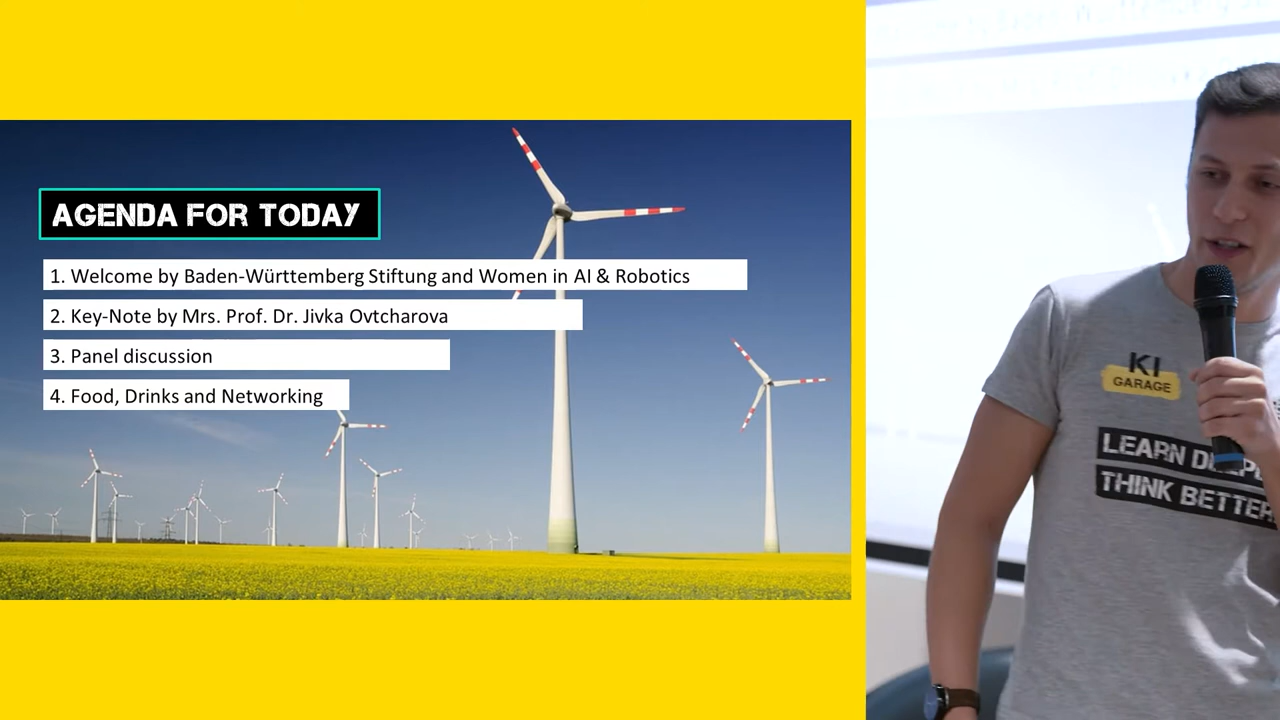 AGENDA FOR TODAY
1. Welcome by Baden-Württemberg Stiftung and Women in AI & Robotics
2. Key-Note by Mrs. Prof. Dr. Jivka Ovtcharova
3. Panel discussion
4. Food, Drinks and Networking
KI
GARAGE
LEARN
THINK BETTER